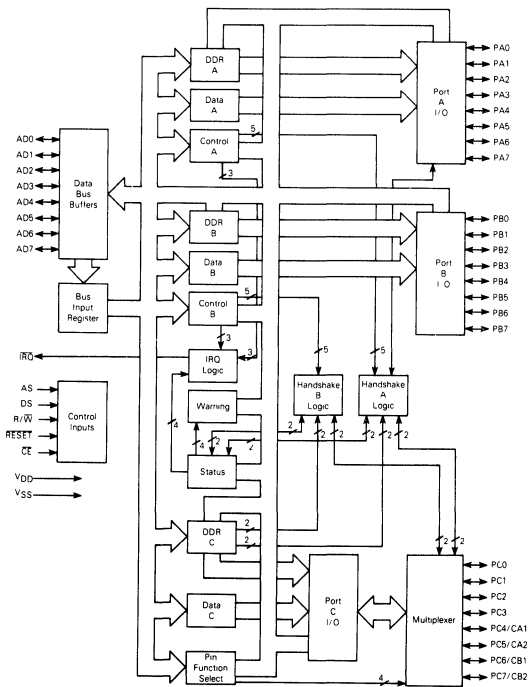 DDR
A
Data
A
Control
A
5
3
Port
A
I/O
PA0
PA1
PA2
PA3
PA4
PA5
PA6
PA7
AD0
AD1
AD2
AD3
AD4
AD5
AD6
AD7
Data
Bus
Buffers
Bus
Input
Register
DDR
B
Data
B
Control
B
5
3
Port
B
I/O
PB0
PB1
PB2
PB3
PB4
PB5
PB6
PB7
IRQ
IRQ
Logic
3
4
5
5
Handshake
B
Logic
Handshake
A
Logic
AS
DS
R/W
RESET
CE
Control
Inputs
VDD
VSS
Warning
4
2
2
2
2
2
2
2
Status
DDR
C
2
2
Data
C
Pin
Function
Select
4
Port
C
I/O
2
2
Multiplexer
PC0
PC1
PC2
PC3
PC4/CA1
PC5/CA2
PC6/CB1
PC7/CB2